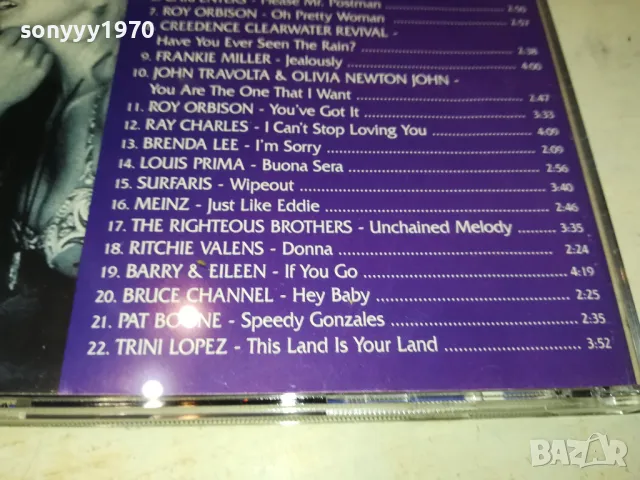 sonyyy1970
Please Mr. Postman 2:50
7. ROY ORBISON - Oh Pretty Woman 2:57
CREEDENCE CLEARWATER REVIVAL -
Have You Ever Seen The Rain? 2:38
9. FRANKIE MILLER - Jealously 4:00
10. JOHN TRAVOLTA & OLIVIA NEWTON JOHN -
You Are The One That I Want 2:47
11. ROY ORBISON - You've Got It 3:33
12. RAY CHARLES - I Can't Stop Loving You 4:09
13. BRENDA LEE - I'm Sorry 2:09
14. LOUIS PRIMA - Buona Sera 2:56
15. SURFARIS - Wipeout 3:40
16. MEINZ - Just Like Eddie 2:46
17. THE RIGHTEOUS BROTHERS - Unchained Melody 3:35
18. RITCHIE VALENS - Donna 2:24
19. BARRY & EILEEN - If You Go 4:19
20. BRUCE CHANNEL - Hey Baby 2:25
21. PAT BOONE - Speedy Gonzales 2:35
22. TRINI LOPEZ - This Land Is Your Land 3:52
BAZAR
bg